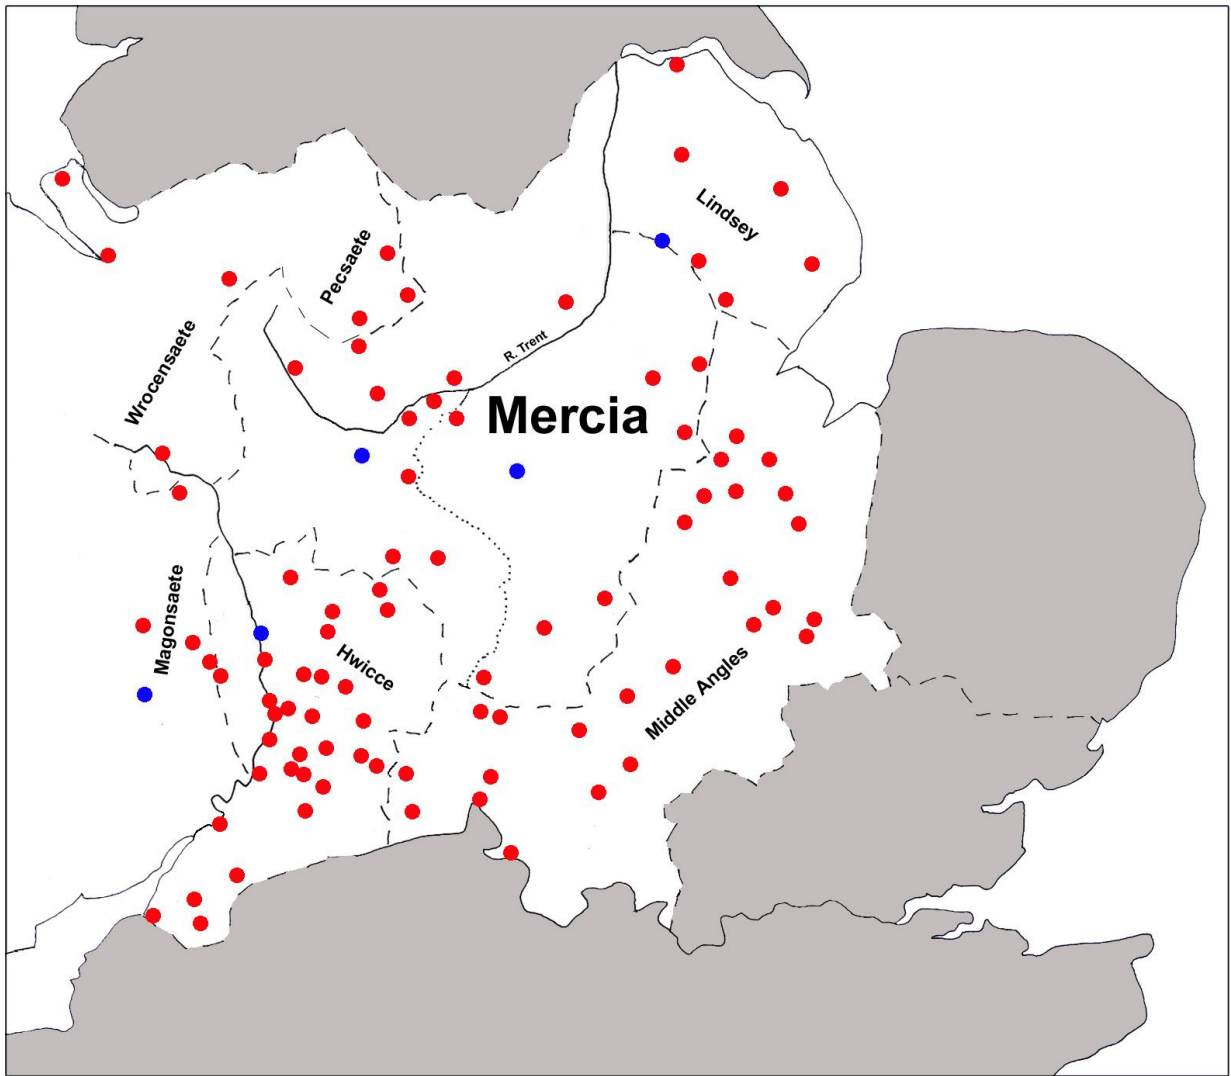 Lindsey
Pecsaete
Wrocensaete
R. Trent
Mercia
Magonsaete
Hwicce
Middle Angles